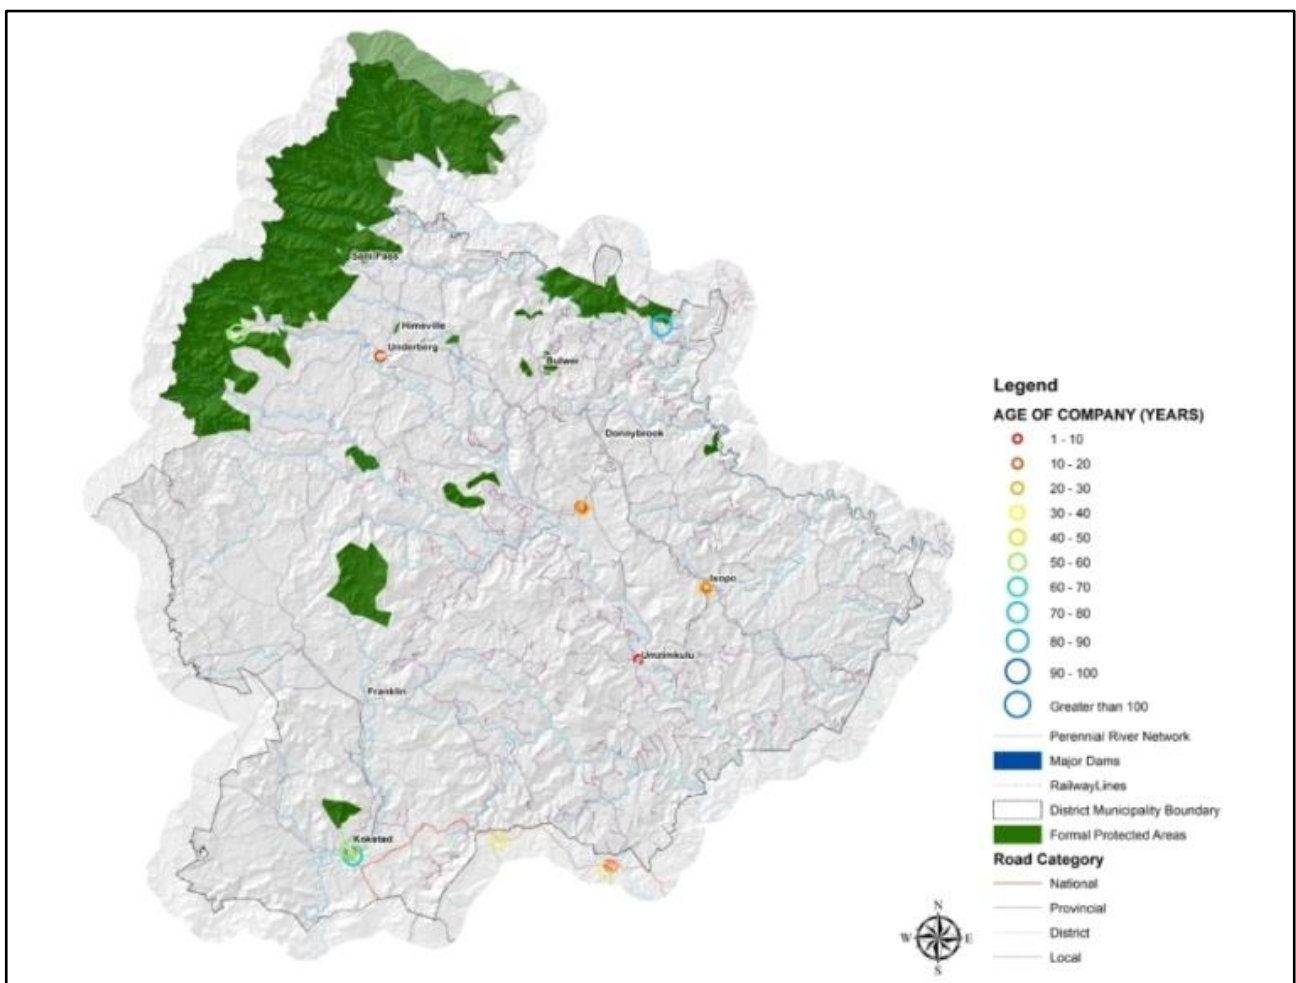 Sani Pass
Himeville
Underberg
Bulwer
Donnybrook
Ixopo
Umzimkulu
Franklin
Kokstad
Legend
AGE OF COMPANY (YEARS)
1 - 10
10 - 20
20 - 30
30 - 40
40 - 50
50 - 60
60 - 70
70 - 80
80 - 90
90 - 100
Greater than 100
Perennial River Network
Major Dams
RailwayLines
District Municipality Boundary
Formal Protected Areas
Road Category
National
Provincial
District
Local
N
W E
S